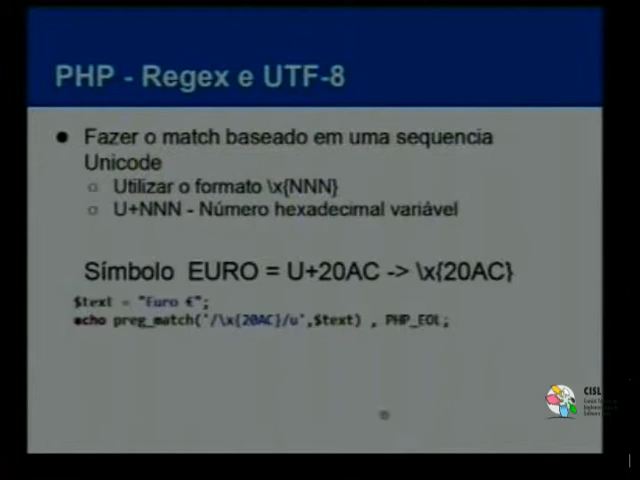 PHP - Regex e UTF-8
● Fazer o match baseado em uma sequencia
Unicode
○ Utilizar o formato \x{NNN}
○ U+NNN - Número hexadecimal variável
Símbolo EURO = U+20AC -> \x{20AC}
$text = "Euro €";
echo preg_match('/\x{20AC}/u',$text) , PHP_EOL;
CISL